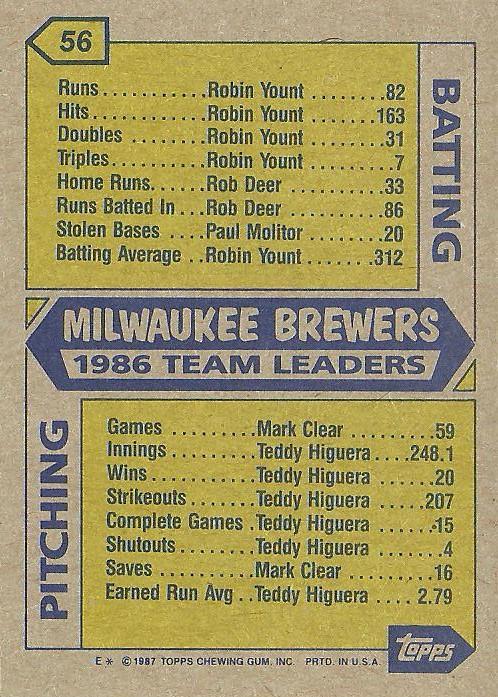 56
BATTING
Runs...........Robin Yount ........82
Hits............Robin Yount .......163
Doubles .......Robin Yount ........31
Triples..........Robin Yount .........7
Home Runs......Rob Deer ..........33
Runs Batted In ...Rob Deer ..........86
Stolen Bases ....Paul Molitor ........20
Batting Average ..Robin Yount ......312
MILWAUKEE BREWERS
1986 TEAM LEADERS
PITCHING
Games .........Mark Clear .........59
Innings .........Teddy Higuera ....248.1
Wins............Teddy Higuera ......20
Strikeouts.......Teddy Higuera .....207
Complete Games .Teddy Higuera ......15
Shutouts........Teddy Higuera .......4
Saves ..........Mark Clear .........16
Earned Run Avg ..Teddy Higuera .... 2.79
topps
E * © 1987 TOPPS CHEWING GUM, INC. PRTD. IN U.S.A.